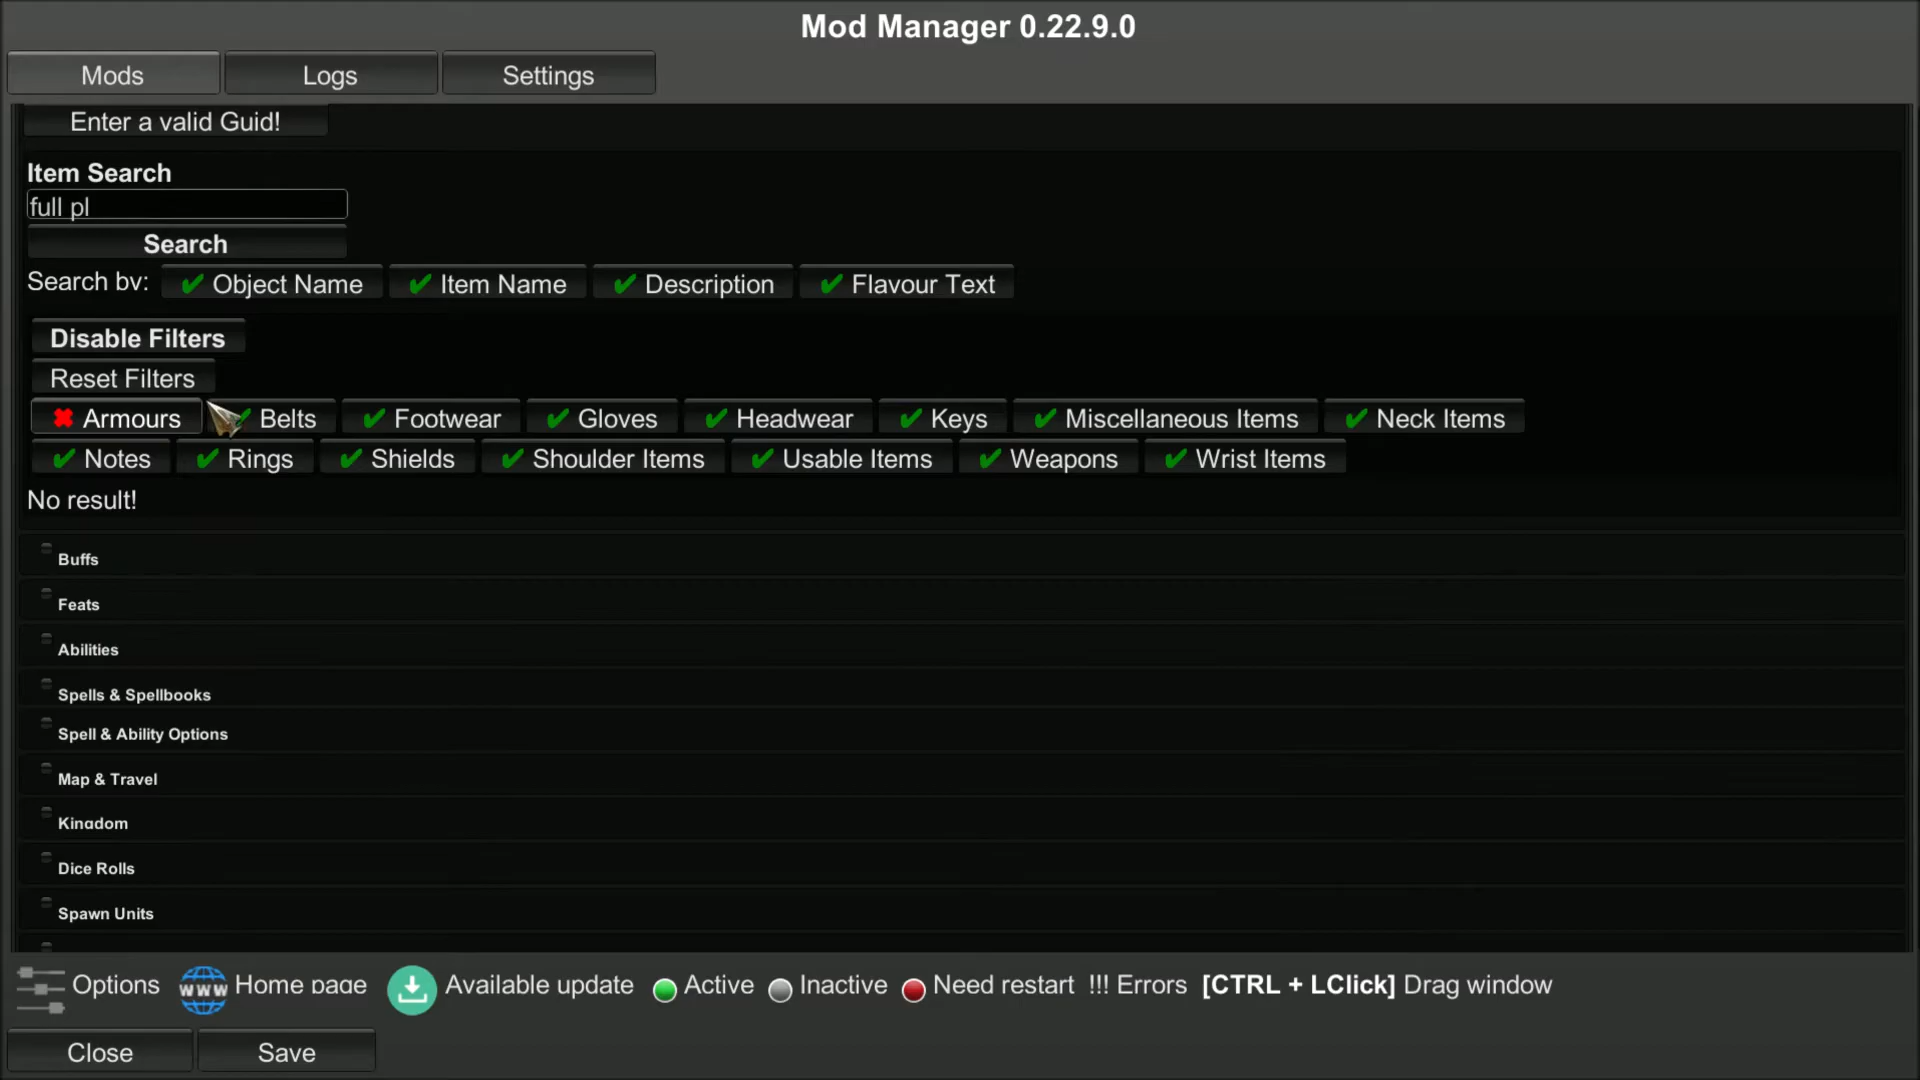 Mod Manager 0.22.9.0
Mods Logs Settings
Enter a valid Guid!
Item Search
full pl
Search
Search by: ✔ Object Name ✔ Item Name ✔ Description ✔ Flavour Text
Disable Filters
Reset Filters
✖ Armours ✔ Belts ✔ Footwear ✔ Gloves ✔ Headwear ✔ Keys ✔ Miscellaneous Items ✔ Neck Items
✔ Notes ✔ Rings ✔ Shields ✔ Shoulder Items ✔ Usable Items ✔ Weapons ✔ Wrist Items
No result!
Buffs
Feats
Abilities
Spells & Spellbooks
Spell & Ability Options
Map & Travel
Kingdom
Dice Rolls
Spawn Units
Options www Home page Available update Active Inactive Need restart !!! Errors [CTRL + LClick] Drag window
Close Save